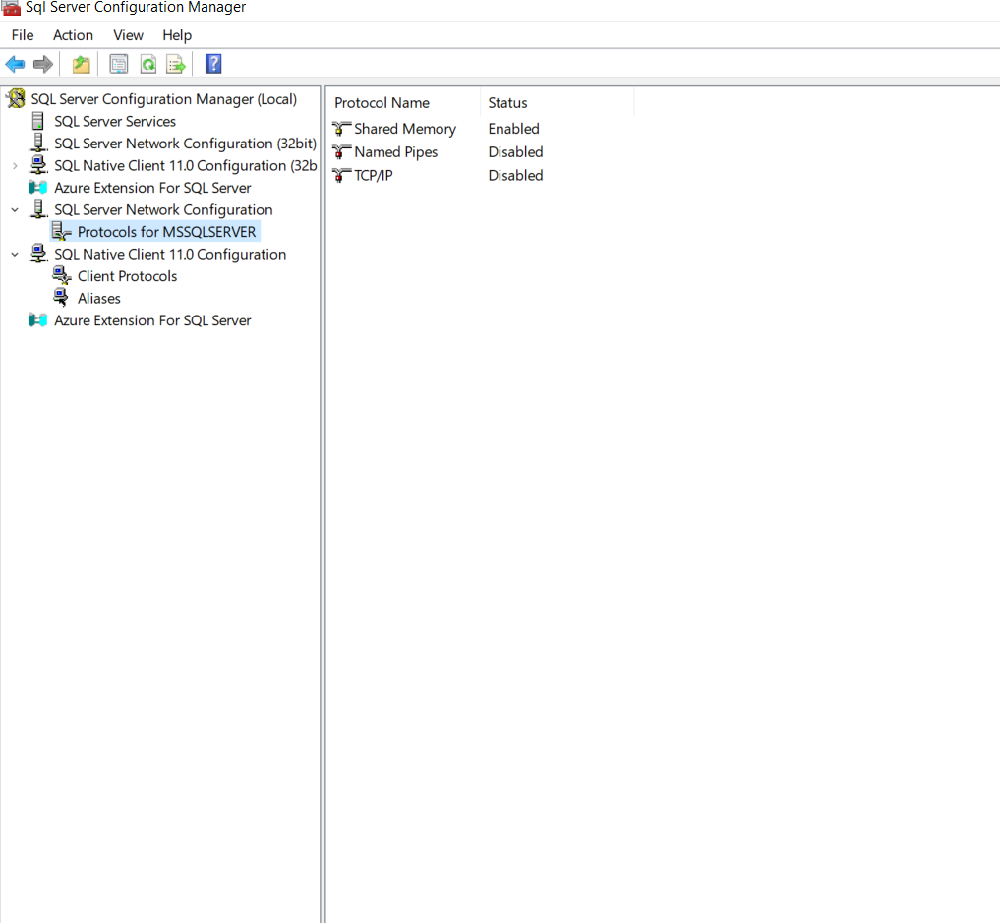 Sql Server Configuration Manager
File Action View Help
SQL Server Configuration Manager (Local)
SQL Server Services
SQL Server Network Configuration (32bit)
SQL Native Client 11.0 Configuration (32b
Azure Extension For SQL Server
SQL Server Network Configuration
Protocols for MSSQLSERVER
SQL Native Client 11.0 Configuration
Client Protocols
Aliases
Azure Extension For SQL Server
Protocol Name Status
Shared Memory Enabled
Named Pipes Disabled
TCP/IP Disabled